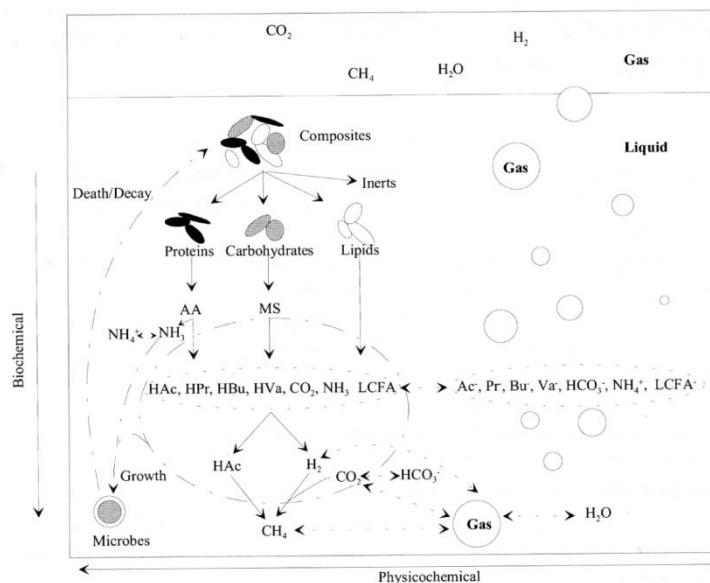 CO₂
H₂
Gas
CH₄
H₂O
Composites
Liquid
Gas
Inerts
Death/Decay
Proteins Carbohydrates Lipids
AA MS
NH₄⁺ NH₃
HAc, HPr, HBu, HVa, CO₂, NH₃ LCFA
Ac⁻, Pr⁻, Bu⁻, Va⁻, HCO₃⁻, NH₄⁺, LCFA⁻
HAc H₂
CO₂ HCO₃⁻
Growth
CH₄
Gas
H₂O
Microbes
Biochemical
Physicochemical